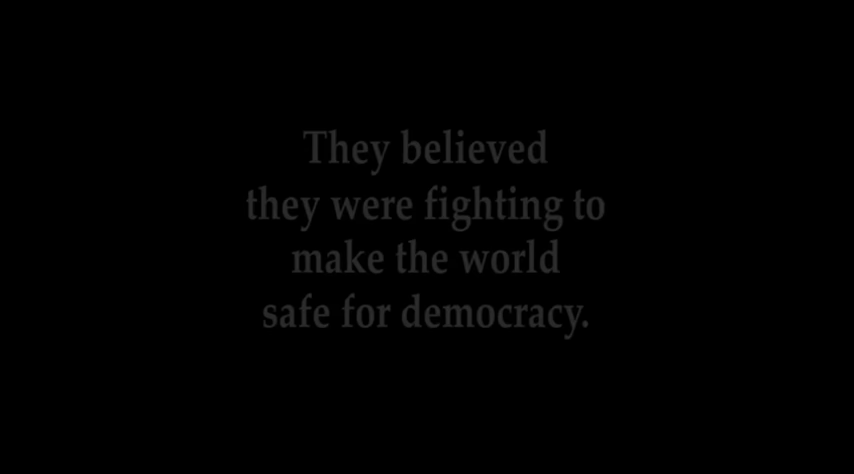 They believed
they were fighting to
make the world
safe for democracy.